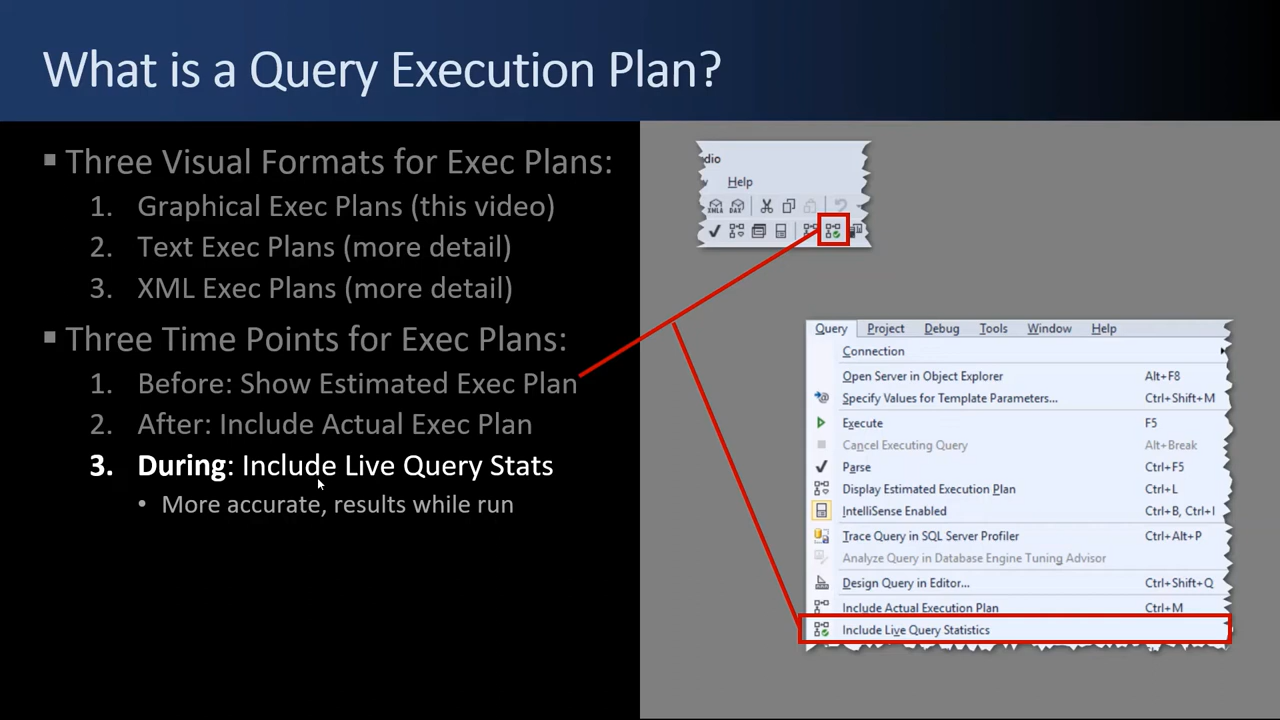 What is a Query Execution Plan?
▪ Three Visual Formats for Exec Plans:
1. Graphical Exec Plans (this video)
2. Text Exec Plans (more detail)
3. XML Exec Plans (more detail)
▪ Three Time Points for Exec Plans:
1. Before: Show Estimated Exec Plan
2. After: Include Actual Exec Plan
3. During: Include Live Query Stats
• More accurate, results while run
dio
Help
XMLA DAX
Query Project Debug Tools Window Help
Connection
Open Server in Object Explorer Alt+F8
Specify Values for Template Parameters... Ctrl+Shift+M
Execute F5
Cancel Executing Query Alt+Break
Parse Ctrl+F5
Display Estimated Execution Plan Ctrl+L
IntelliSense Enabled Ctrl+B, Ctrl+I
Trace Query in SQL Server Profiler Ctrl+Alt+P
Analyze Query in Database Engine Tuning Advisor
Design Query in Editor... Ctrl+Shift+Q
Include Actual Execution Plan Ctrl+M
Include Live Query Statistics